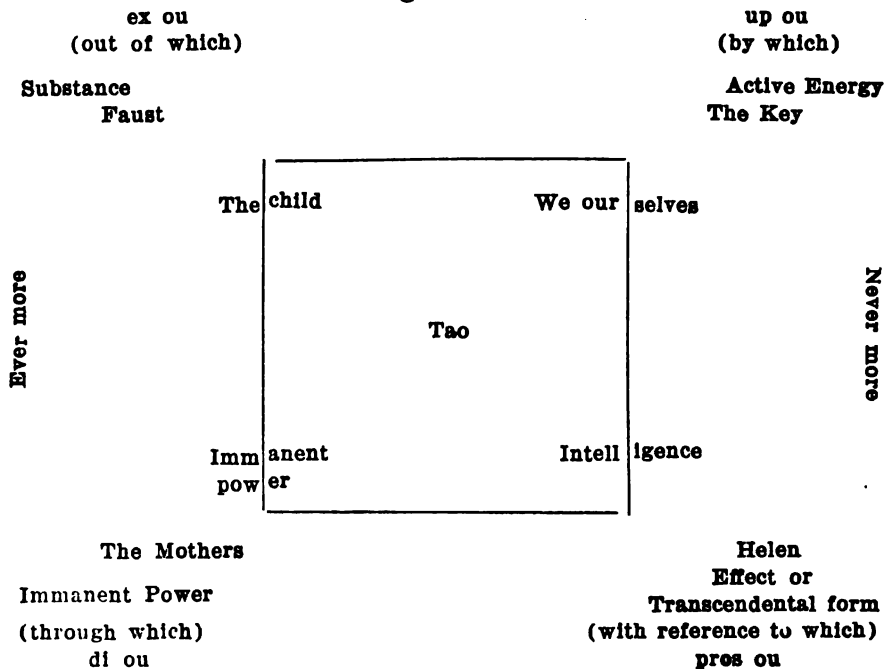 ex ou
(out of which)
up ou
(by which)
Substance
Faust
Active Energy
The Key
The child
We our selves
Ever more
Tao
Never more
Imm anent
pow er
Intell igence
The Mothers
Immanent Power
(through which)
di ou
Helen
Effect or
Transcendental form
(with reference to which)
pros ou